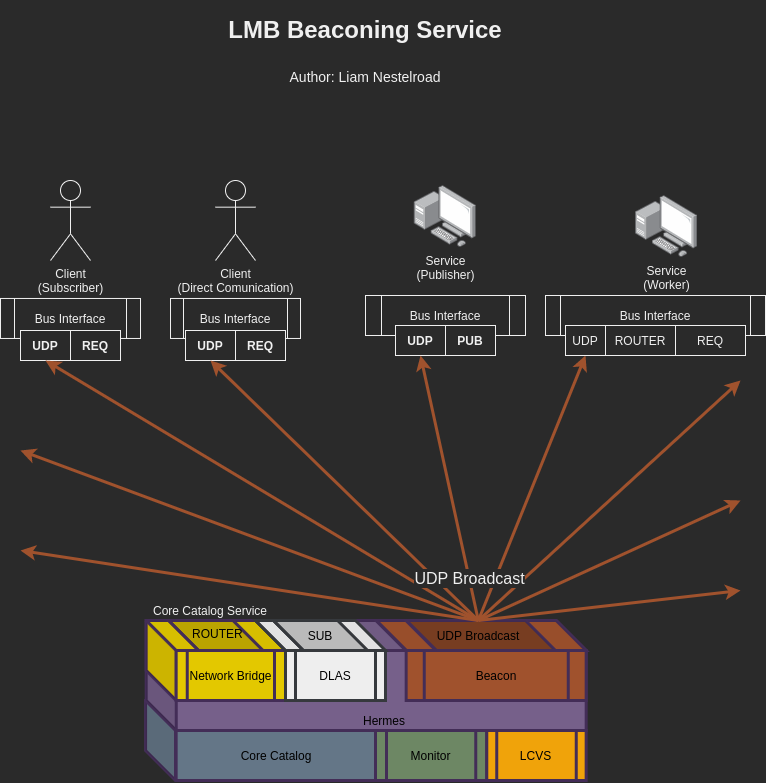 LMB Beaconing Service
Author: Liam Nestelroad
Client
(Subscriber)
Client
(Direct Comunication)
Service
(Publisher)
Service
(Worker)
Bus Interface
UDP REQ
Bus Interface
UDP REQ
Bus Interface
UDP PUB
Bus Interface
UDP ROUTER REQ
UDP Broadcast
Core Catalog Service
ROUTER
SUB
UDP Broadcast
Network Bridge
DLAS
Beacon
Hermes
Core Catalog
Monitor
LCVS